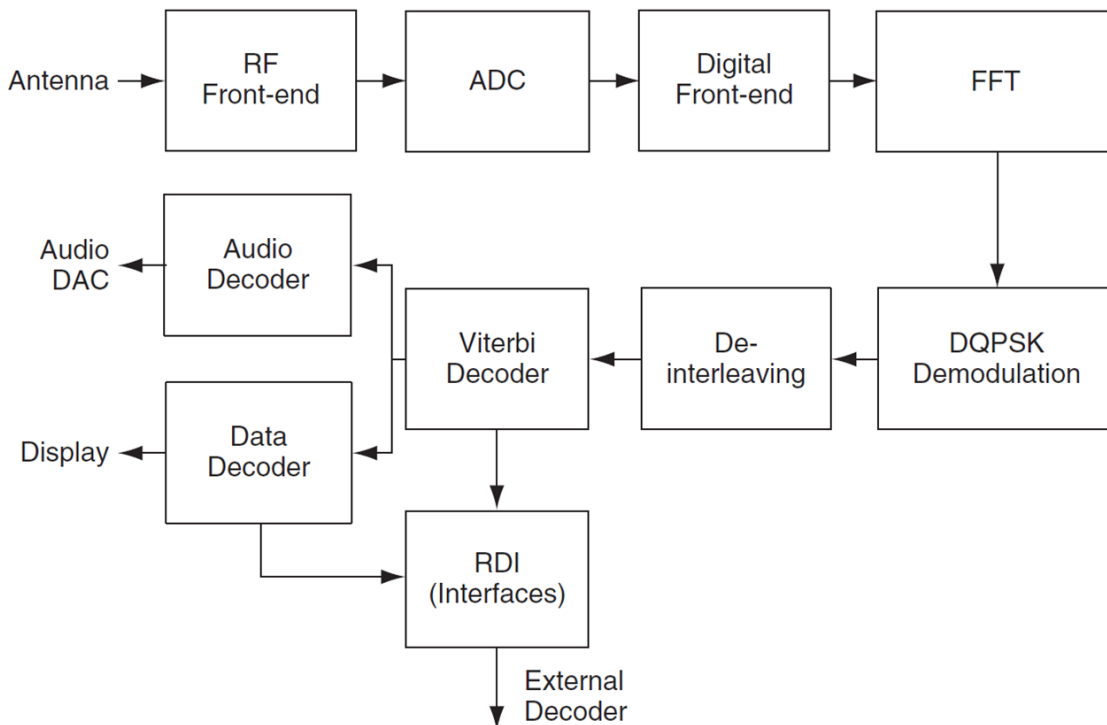 Antenna
RF
Front-end
ADC
Digital
Front-end
FFT
Audio
DAC
Audio
Decoder
Viterbi
Decoder
De-
interleaving
DQPSK
Demodulation
Display
Data
Decoder
RDI
(Interfaces)
External
Decoder